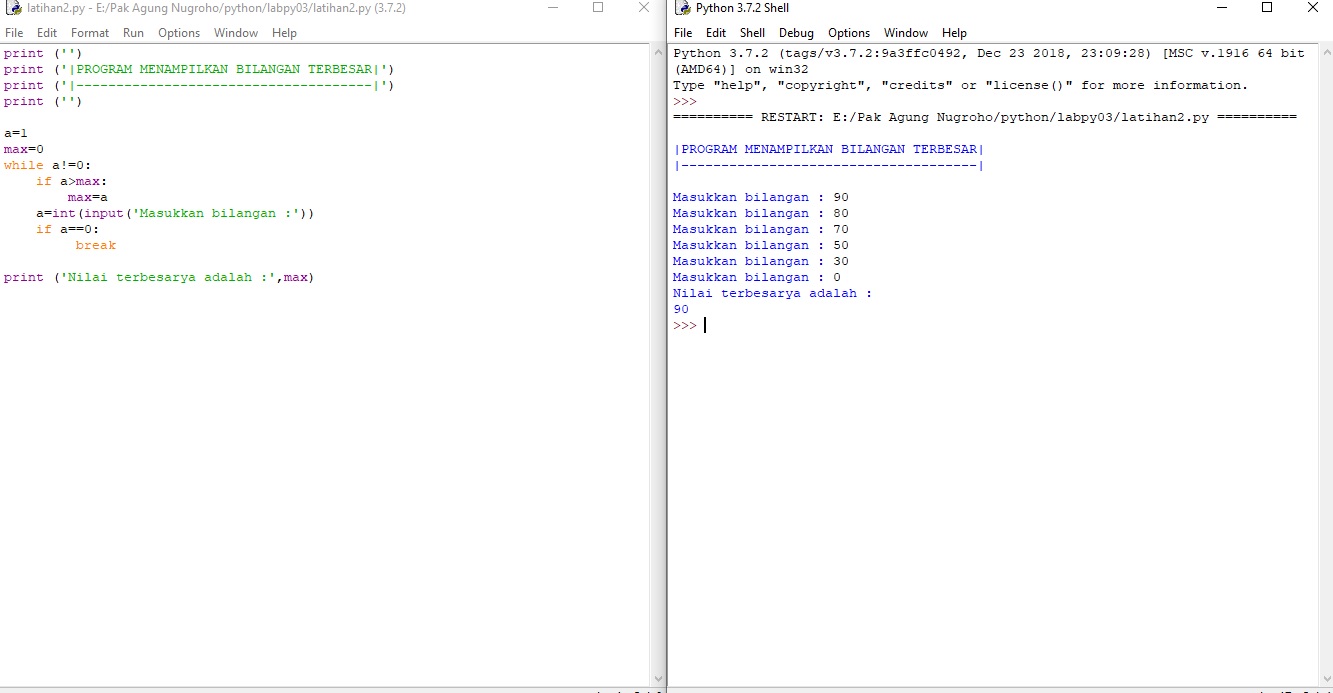 latihan2.py - E:/Pak Agung Nugroho/python/labpy03/latihan2.py (3.7.2)
File Edit Format Run Options Window Help
print ('')
print ('|PROGRAM MENAMPILKAN BILANGAN TERBESAR|')
print ('|-------------------------------------|')
print ('')

a=1
max=0
while a!=0:
    if a>max:
        max=a
    a=int(input('Masukkan bilangan :'))
    if a==0:
         break

print ('Nilai terbesarya adalah :',max)
Python 3.7.2 Shell
File Edit Shell Debug Options Window Help
Python 3.7.2 (tags/v3.7.2:9a3ffc0492, Dec 23 2018, 23:09:28) [MSC v.1916 64 bit
(AMD64)] on win32
Type "help", "copyright", "credits" or "license()" for more information.
>>>
========== RESTART: E:/Pak Agung Nugroho/python/labpy03/latihan2.py ==========

|PROGRAM MENAMPILKAN BILANGAN TERBESAR|
|-------------------------------------|

Masukkan bilangan : 90
Masukkan bilangan : 80
Masukkan bilangan : 70
Masukkan bilangan : 50
Masukkan bilangan : 30
Masukkan bilangan : 0
Nilai terbesarya adalah :
90
>>>